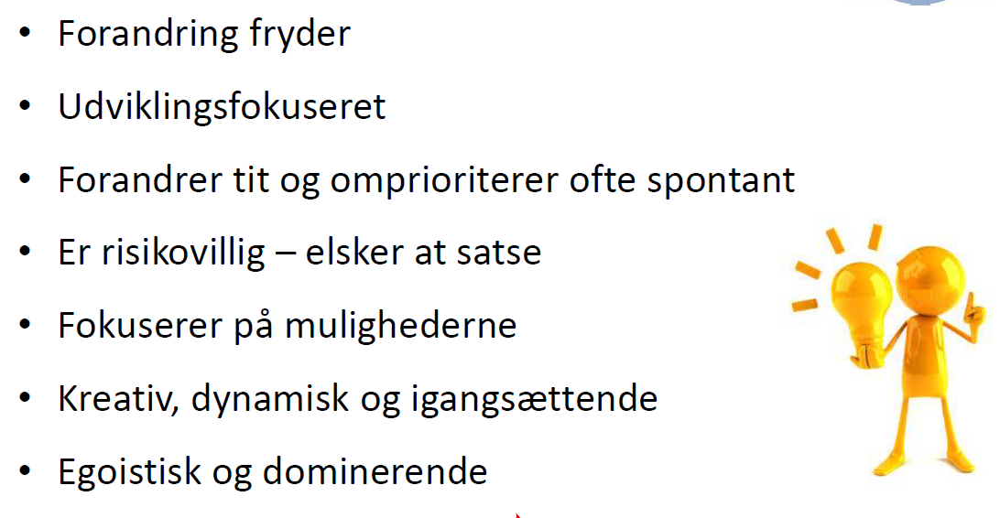 • Forandring fryder
• Udviklingsfokuseret
• Forandrer tit og omprioriterer ofte spontant
• Er risikovillig – elsker at satse
• Fokuserer på mulighederne
• Kreativ, dynamisk og igangsættende
• Egoistisk og dominerende